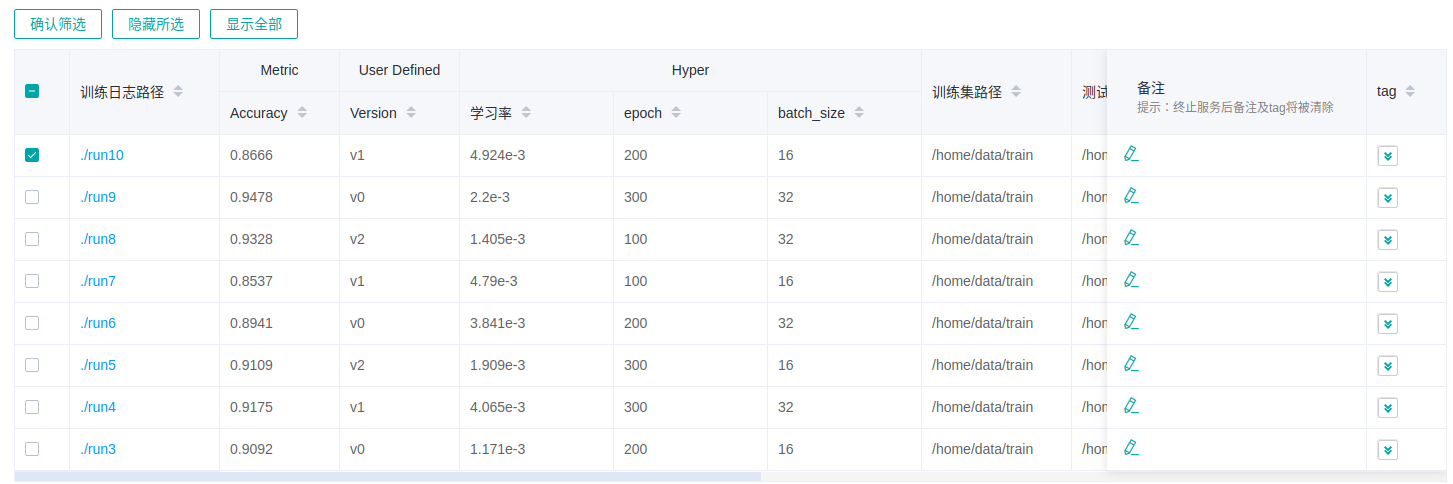 确认筛选 隐藏所选 显示全部
训练日志路径 Metric User Defined Hyper 训练集路径 测试 备注 tag
提示：终止服务后备注及tag将被清除
Accuracy Version 学习率 epoch batch_size
./run10 0.8666 v1 4.924e-3 200 16 /home/data/train /hom
./run9 0.9478 v0 2.2e-3 300 32 /home/data/train /hom
./run8 0.9328 v2 1.405e-3 100 32 /home/data/train /hom
./run7 0.8537 v1 4.79e-3 100 16 /home/data/train /hom
./run6 0.8941 v0 3.841e-3 200 32 /home/data/train /hom
./run5 0.9109 v2 1.909e-3 300 16 /home/data/train /hom
./run4 0.9175 v1 4.065e-3 300 32 /home/data/train /hom
./run3 0.9092 v0 1.171e-3 200 16 /home/data/train /hom